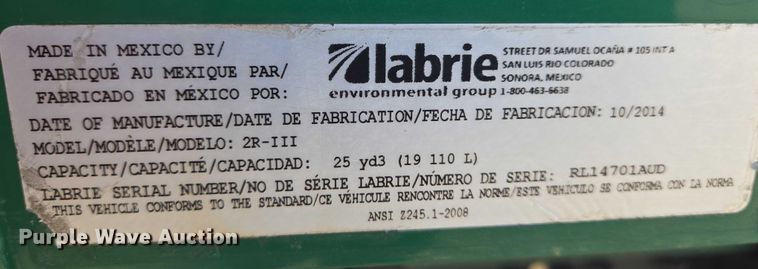 MADE IN MEXICO BY/
FABRIQUÉ AU MEXIQUE PAR/
FABRICADO EN MÉXICO POR:
labrie
environmental group
STREET DR SAMUEL OCAÑA # 105 INT A
SAN LUIS RIO COLORADO
SONORA, MEXICO
1-800-463-6638
DATE OF MANUFACTURE/DATE DE FABRICATION/FECHA DE FABRICACION: 10/2014
MODEL/MODÈLE/MODELO: 2R-III
CAPACITY/CAPACITÉ/CAPACIDAD: 25 yd3 (19 110 L)
LABRIE SERIAL NUMBER/NO DE SÉRIE LABRIE/NÚMERO DE SERIE: RL14701AUD
THIS VEHICLE CONFORMS TO THE STANDARD/CE VÉHICULE RENCONTRE LA NORME/ESTE VEHICULO SE CONFORMA CON LA NORMA
ANSI Z245.1-2008
Purple Wave Auction